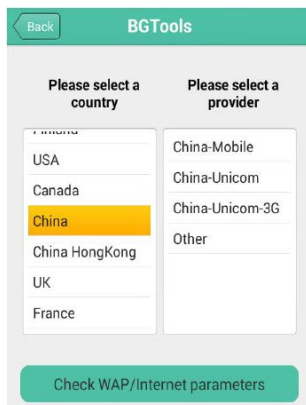 Back
BGTools
Please select a
country
Please select a
provider
Finland
USA
Canada
China
China HongKong
UK
France
China-Mobile
China-Unicom
China-Unicom-3G
Other
Check WAP/Internet parameters